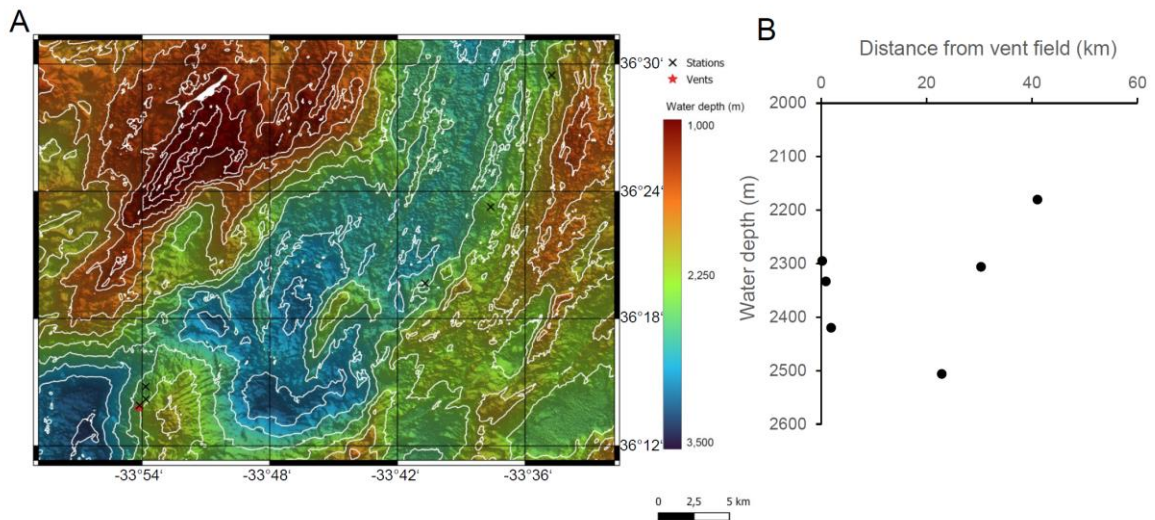 A
36°30'
36°24'
36°18'
36°12'
-33°54'
-33°48'
-33°42'
-33°36'
Stations
Vents
Water depth (m)
1,000
2,250
3,500
0 2,5 5 km
B
Distance from vent field (km)
0 20 40 60
Water depth (m)
2000
2100
2200
2300
2400
2500
2600